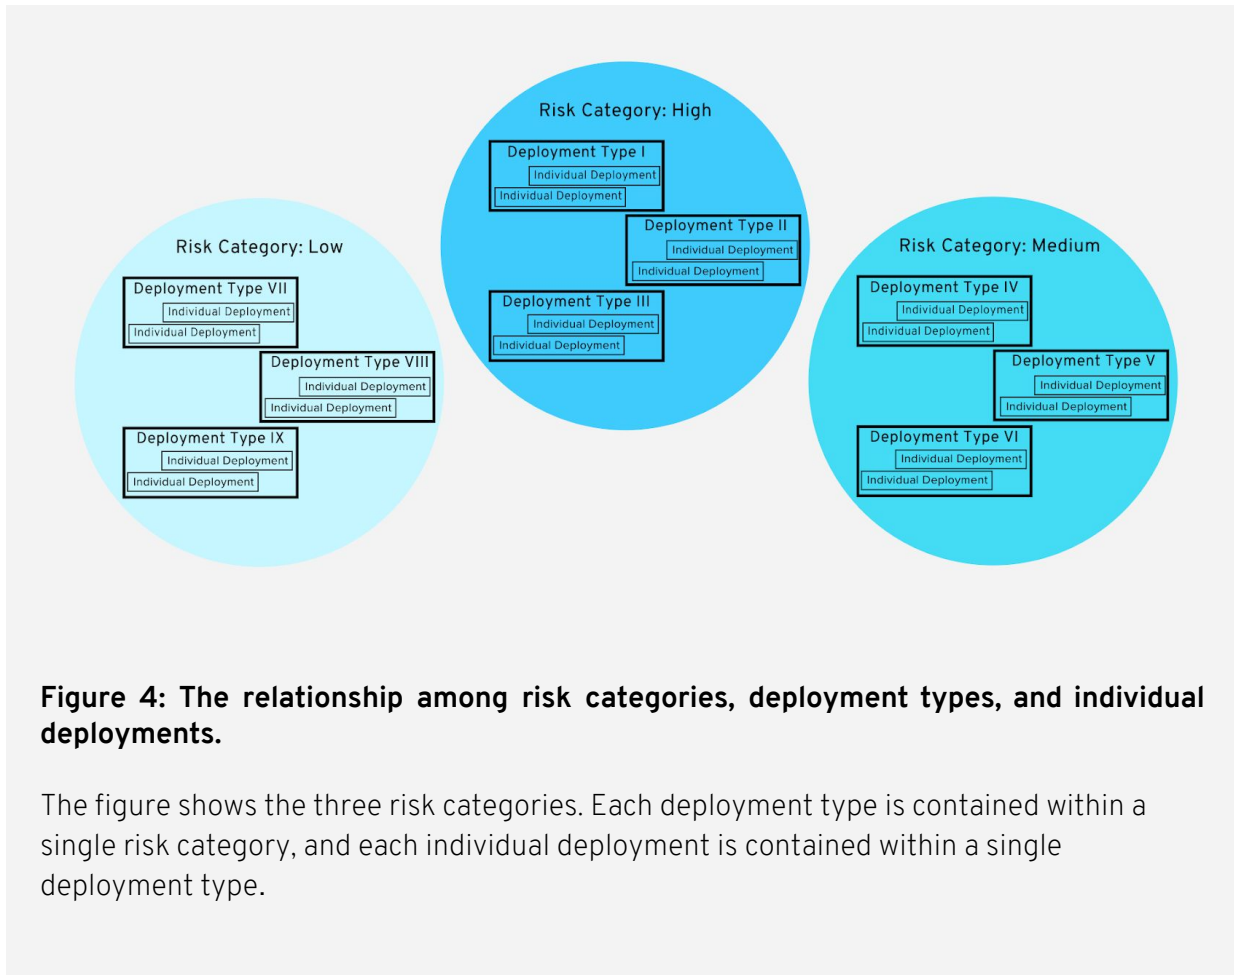 Risk Category: High
Deployment Type I
Individual Deployment
Individual Deployment
Deployment Type II
Individual Deployment
Individual Deployment
Deployment Type III
Individual Deployment
Individual Deployment
Risk Category: Low
Deployment Type VII
Individual Deployment
Individual Deployment
Deployment Type VIII
Individual Deployment
Individual Deployment
Deployment Type IX
Individual Deployment
Individual Deployment
Risk Category: Medium
Deployment Type IV
Individual Deployment
Individual Deployment
Deployment Type V
Individual Deployment
Individual Deployment
Deployment Type VI
Individual Deployment
Individual Deployment
Figure 4: The relationship among risk categories, deployment types, and individual
deployments.
The figure shows the three risk categories. Each deployment type is contained within a
single risk category, and each individual deployment is contained within a single
deployment type.